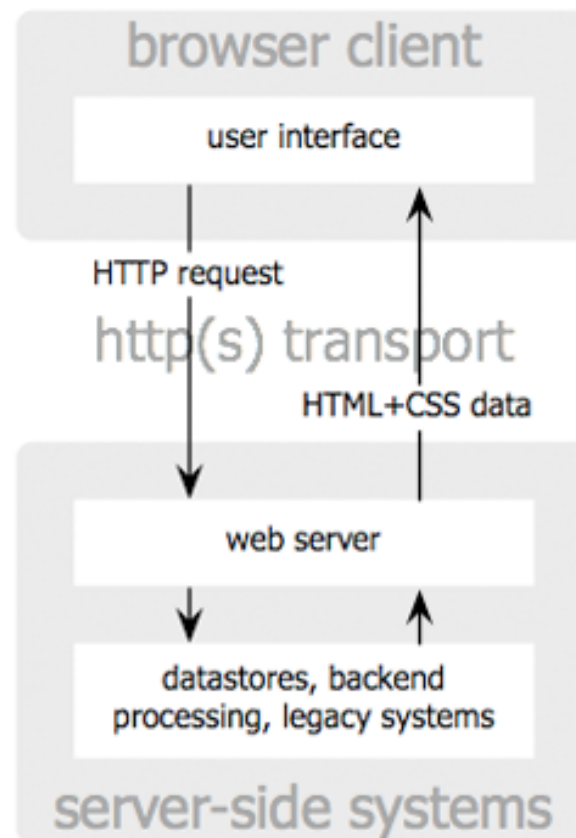 browser client
user interface
HTTP request
http(s) transport
HTML+CSS data
web server
datastores, backend
processing, legacy systems
server-side systems